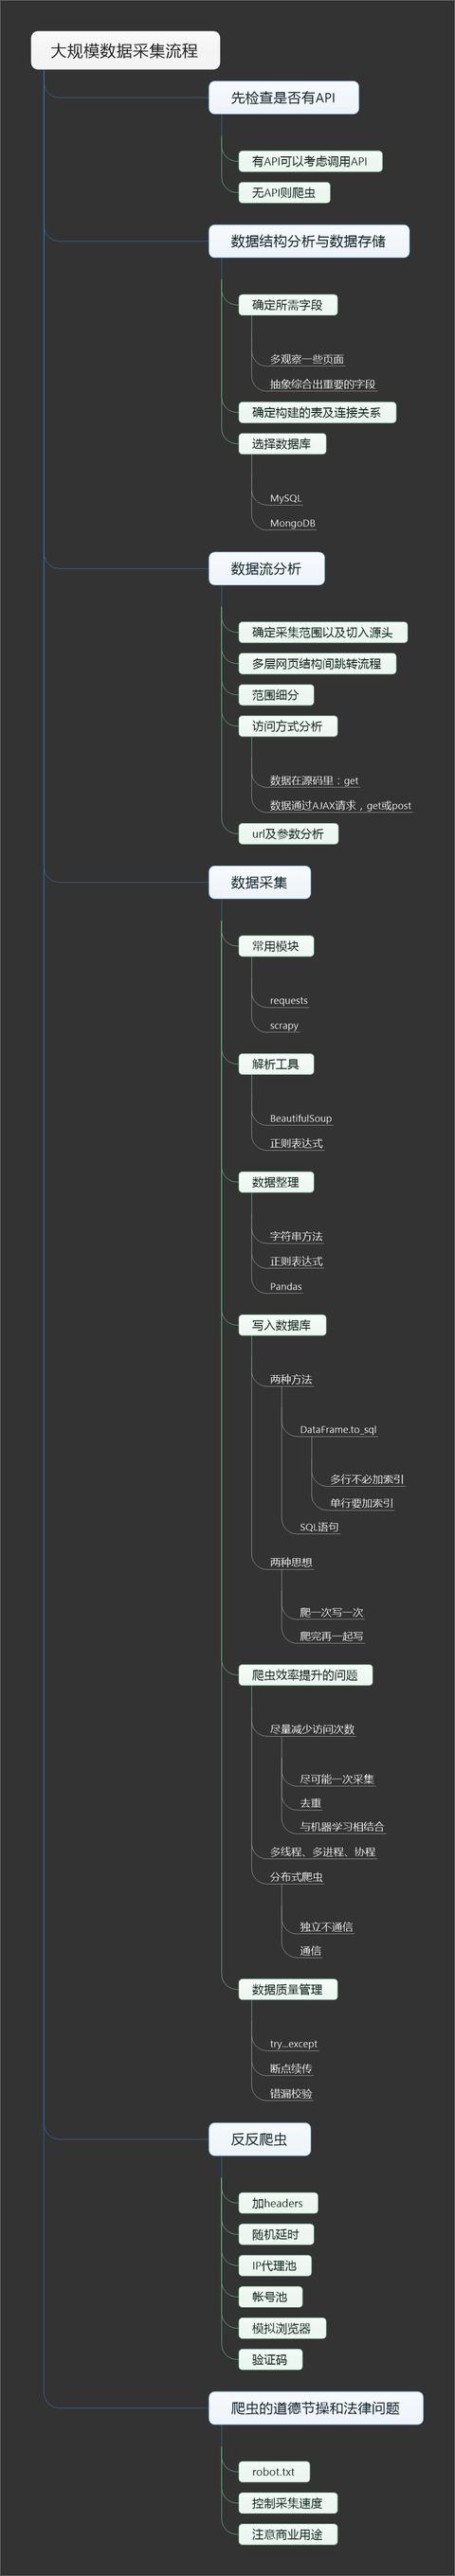 大规模数据采集流程
先检查是否有API
有API可以考虑调用API
无API则爬虫
数据结构分析与数据存储
确定所需字段
多观察一些页面
抽象综合出重要的字段
确定构建的表及连接关系
选择数据库
MySQL
MongoDB
数据流分析
确定采集范围以及切入源头
多层网页结构间跳转流程
范围细分
访问方式分析
数据在源码里：get
数据通过AJAX请求，get或post
url及参数分析
数据采集
常用模块
requests
scrapy
解析工具
BeautifulSoup
正则表达式
数据整理
字符串方法
正则表达式
Pandas
写入数据库
两种方法
DataFrame.to_sql
多行不必加索引
单行要加索引
SQL语句
两种思想
爬一次写一次
爬完再一起写
爬虫效率提升的问题
尽量减少访问次数
尽可能一次采集
去重
与机器学习相结合
多线程、多进程、协程
分布式爬虫
独立不通信
通信
数据质量管理
try...except
断点续传
错漏校验
反反爬虫
加headers
随机延时
IP代理池
帐号池
模拟浏览器
验证码
爬虫的道德节操和法律问题
robot.txt
控制采集速度
注意商业用途